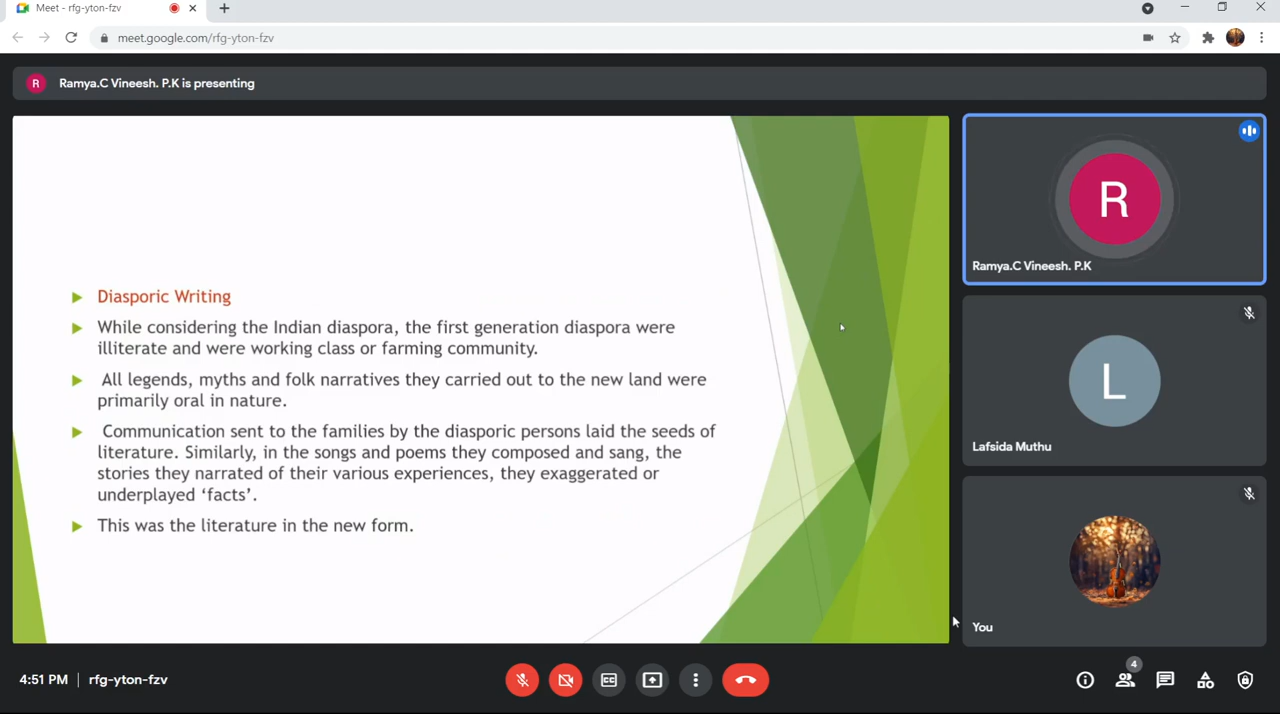 Meet - rfg-yton-fzv
meet.google.com/rfg-yton-fzv
R
Ramya.C Vineesh. P.K is presenting
Diasporic Writing
While considering the Indian diaspora, the first generation diaspora were
illiterate and were working class or farming community.
All legends, myths and folk narratives they carried out to the new land were
primarily oral in nature.
Communication sent to the families by the diasporic persons laid the seeds of
literature. Similarly, in the songs and poems they composed and sang, the
stories they narrated of their various experiences, they exaggerated or
underplayed ‘facts’.
This was the literature in the new form.
R
Ramya.C Vineesh. P.K
L
Lafsida Muthu
You
4:51 PM | rfg-yton-fzv
CC
4